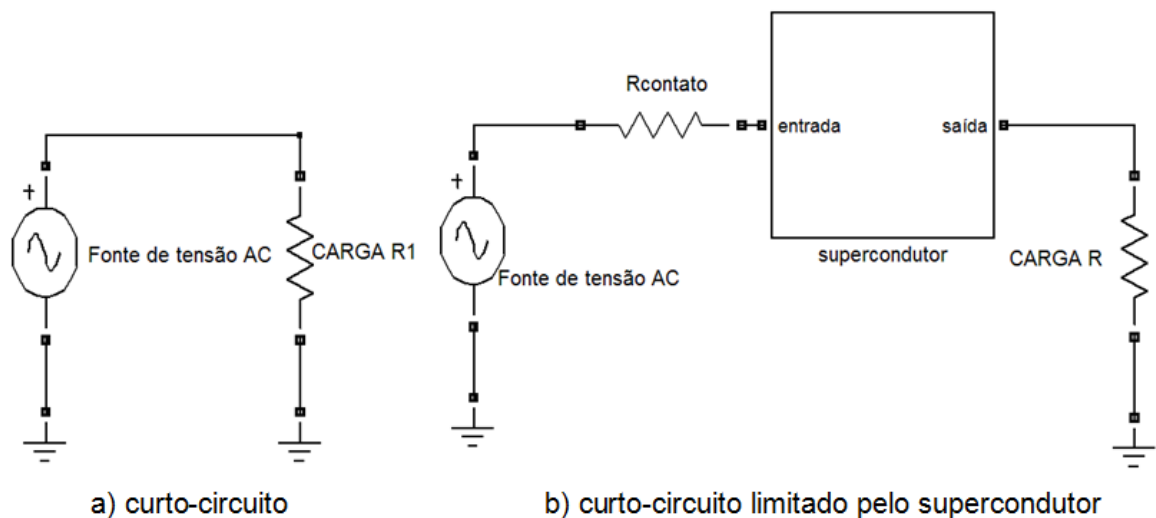 Rcontato
entrada
saída
+
+
Fonte de tensão AC
CARGA R1
supercondutor
CARGA R
Fonte de tensão AC
a) curto-circuito
b) curto-circuito limitado pelo supercondutor